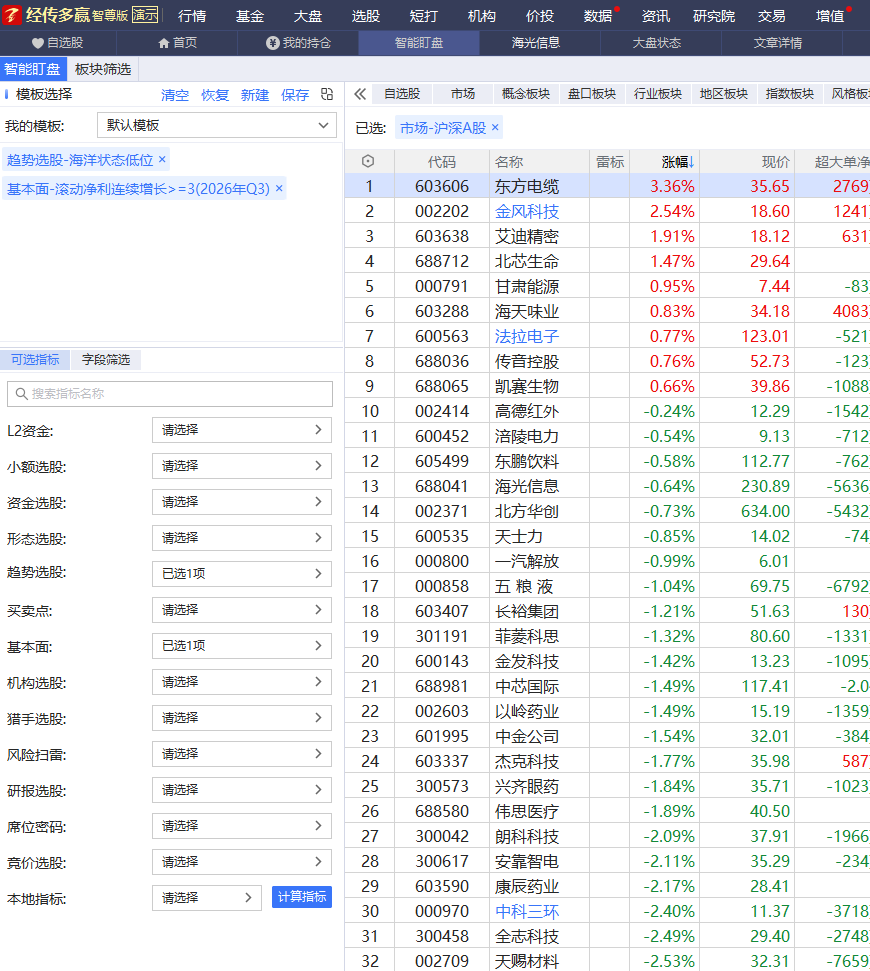 经传多赢 智尊版 演示 行情 基金 大盘 选股 短打 机构 价投 数据 资讯 研究院 交易 增值
自选股 首页 我的持仓 智能盯盘 海光信息 大盘状态 文章详情
智能盯盘 板块筛选
模板选择 清空 恢复 新建 保存
我的模板: 默认模板
趋势选股-海洋状态低位 ×
基本面-滚动净利连续增长>=3(2026年Q3) ×
可选指标 字段筛选
搜索指标名称
L2资金: 请选择
小额选股: 请选择
资金选股: 请选择
形态选股: 请选择
趋势选股: 已选1项
买卖点: 请选择
基本面: 已选1项
机构选股: 请选择
猎手选股: 请选择
风险扫雷: 请选择
研报选股: 请选择
席位密码: 请选择
竞价选股: 请选择
本地指标: 请选择 计算指标
自选股 市场 概念板块 盘口板块 行业板块 地区板块 指数板块 风格板
已选: 市场-沪深A股 ×
代码 名称 雷标 涨幅↓ 现价 超大单净
1 603606 东方电缆 3.36% 35.65 2769
2 002202 金风科技 2.54% 18.60 1241
3 603638 艾迪精密 1.91% 18.12 631
4 688712 北芯生命 1.47% 29.64
5 000791 甘肃能源 0.95% 7.44 -83
6 603288 海天味业 0.83% 34.18 4083
7 600563 法拉电子 0.77% 123.01 -521
8 688036 传音控股 0.76% 52.73 -123
9 688065 凯赛生物 0.66% 39.86 -1088
10 002414 高德红外 -0.24% 12.29 -1542
11 600452 涪陵电力 -0.54% 9.13 -712
12 605499 东鹏饮料 -0.58% 112.77 -762
13 688041 海光信息 -0.64% 230.89 -5636
14 002371 北方华创 -0.73% 634.00 -5432
15 600535 天士力 -0.85% 14.02 -74
16 000800 一汽解放 -0.99% 6.01
17 000858 五 粮 液 -1.04% 69.75 -6792
18 603407 长裕集团 -1.21% 51.63 130
19 301191 菲菱科思 -1.32% 80.60 -1331
20 600143 金发科技 -1.42% 13.23 -1095
21 688981 中芯国际 -1.49% 117.41 -2.0
22 002603 以岭药业 -1.49% 15.19 -1359
23 601995 中金公司 -1.54% 32.01 -384
24 603337 杰克科技 -1.77% 35.98 587
25 300573 兴齐眼药 -1.84% 35.71 -1023
26 688580 伟思医疗 -1.89% 40.50
27 300042 朗科科技 -2.09% 37.91 -1966
28 300617 安靠智电 -2.11% 35.29 -234
29 603590 康辰药业 -2.17% 28.41
30 000970 中科三环 -2.40% 11.37 -3718
31 300458 全志科技 -2.49% 29.40 -2748
32 002709 天赐材料 -2.53% 32.31 -7659